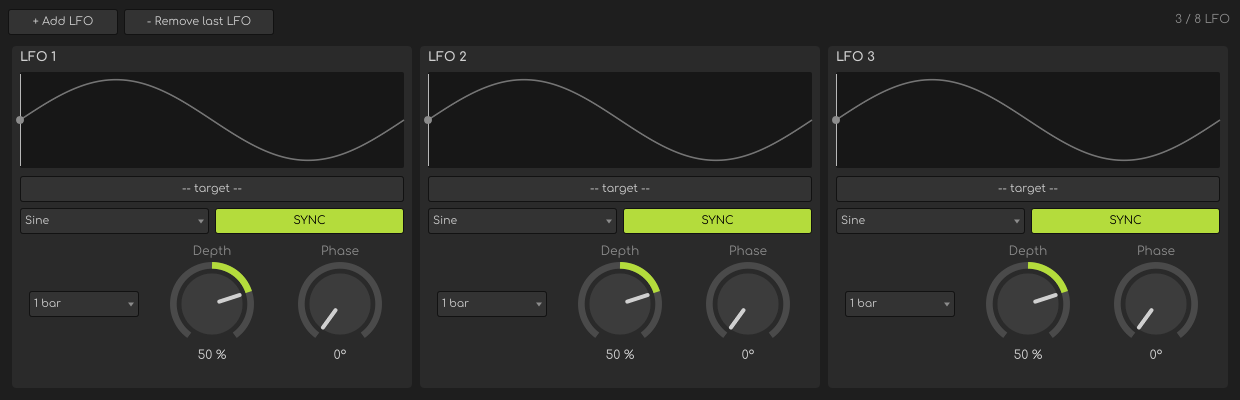 + Add LFO
- Remove last LFO
3 / 8 LFO
LFO 1
LFO 2
LFO 3
-- target --
-- target --
-- target --
Sine
SYNC
Sine
SYNC
Sine
SYNC
Depth
Phase
Depth
Phase
Depth
Phase
1 bar
1 bar
1 bar
50 %
0°
50 %
0°
50 %
0°